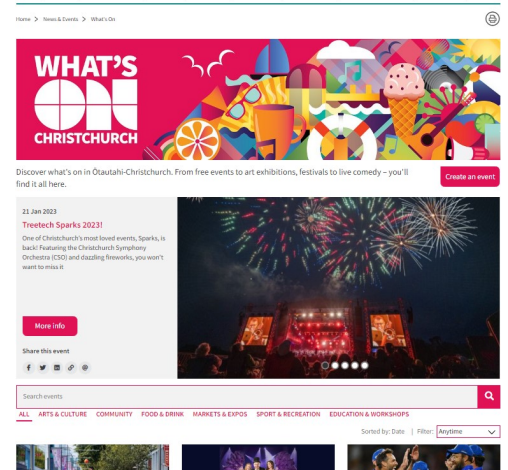 Home > News & Events > What's On
WHAT'S
ON
CHRISTCHURCH
Discover what's on in Ōtautahi-Christchurch. From free events to art exhibitions, festivals to live comedy – you'll
find it all here.
Create an event
21 Jan 2023
Treetech Sparks 2023!
One of Christchurch's most loved events, Sparks, is
back! Featuring the Christchurch Symphony
Orchestra (CSO) and dazzling fireworks, you won't
want to miss it
More info
Share this event
Search events
ALL ARTS & CULTURE COMMUNITY FOOD & DRINK MARKETS & EXPOS SPORT & RECREATION EDUCATION & WORKSHOPS
Sorted by: Date | Filter: Anytime